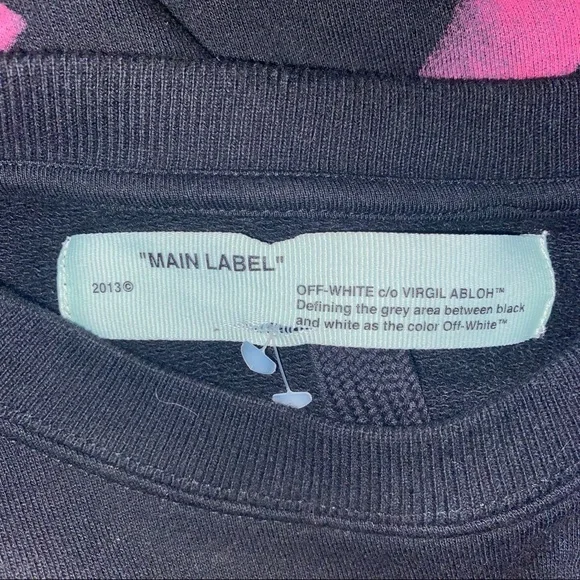 "MAIN LABEL"
2013©
OFF-WHITE c/o VIRGIL ABLOH™
Defining the grey area between black
and white as the color Off-White™